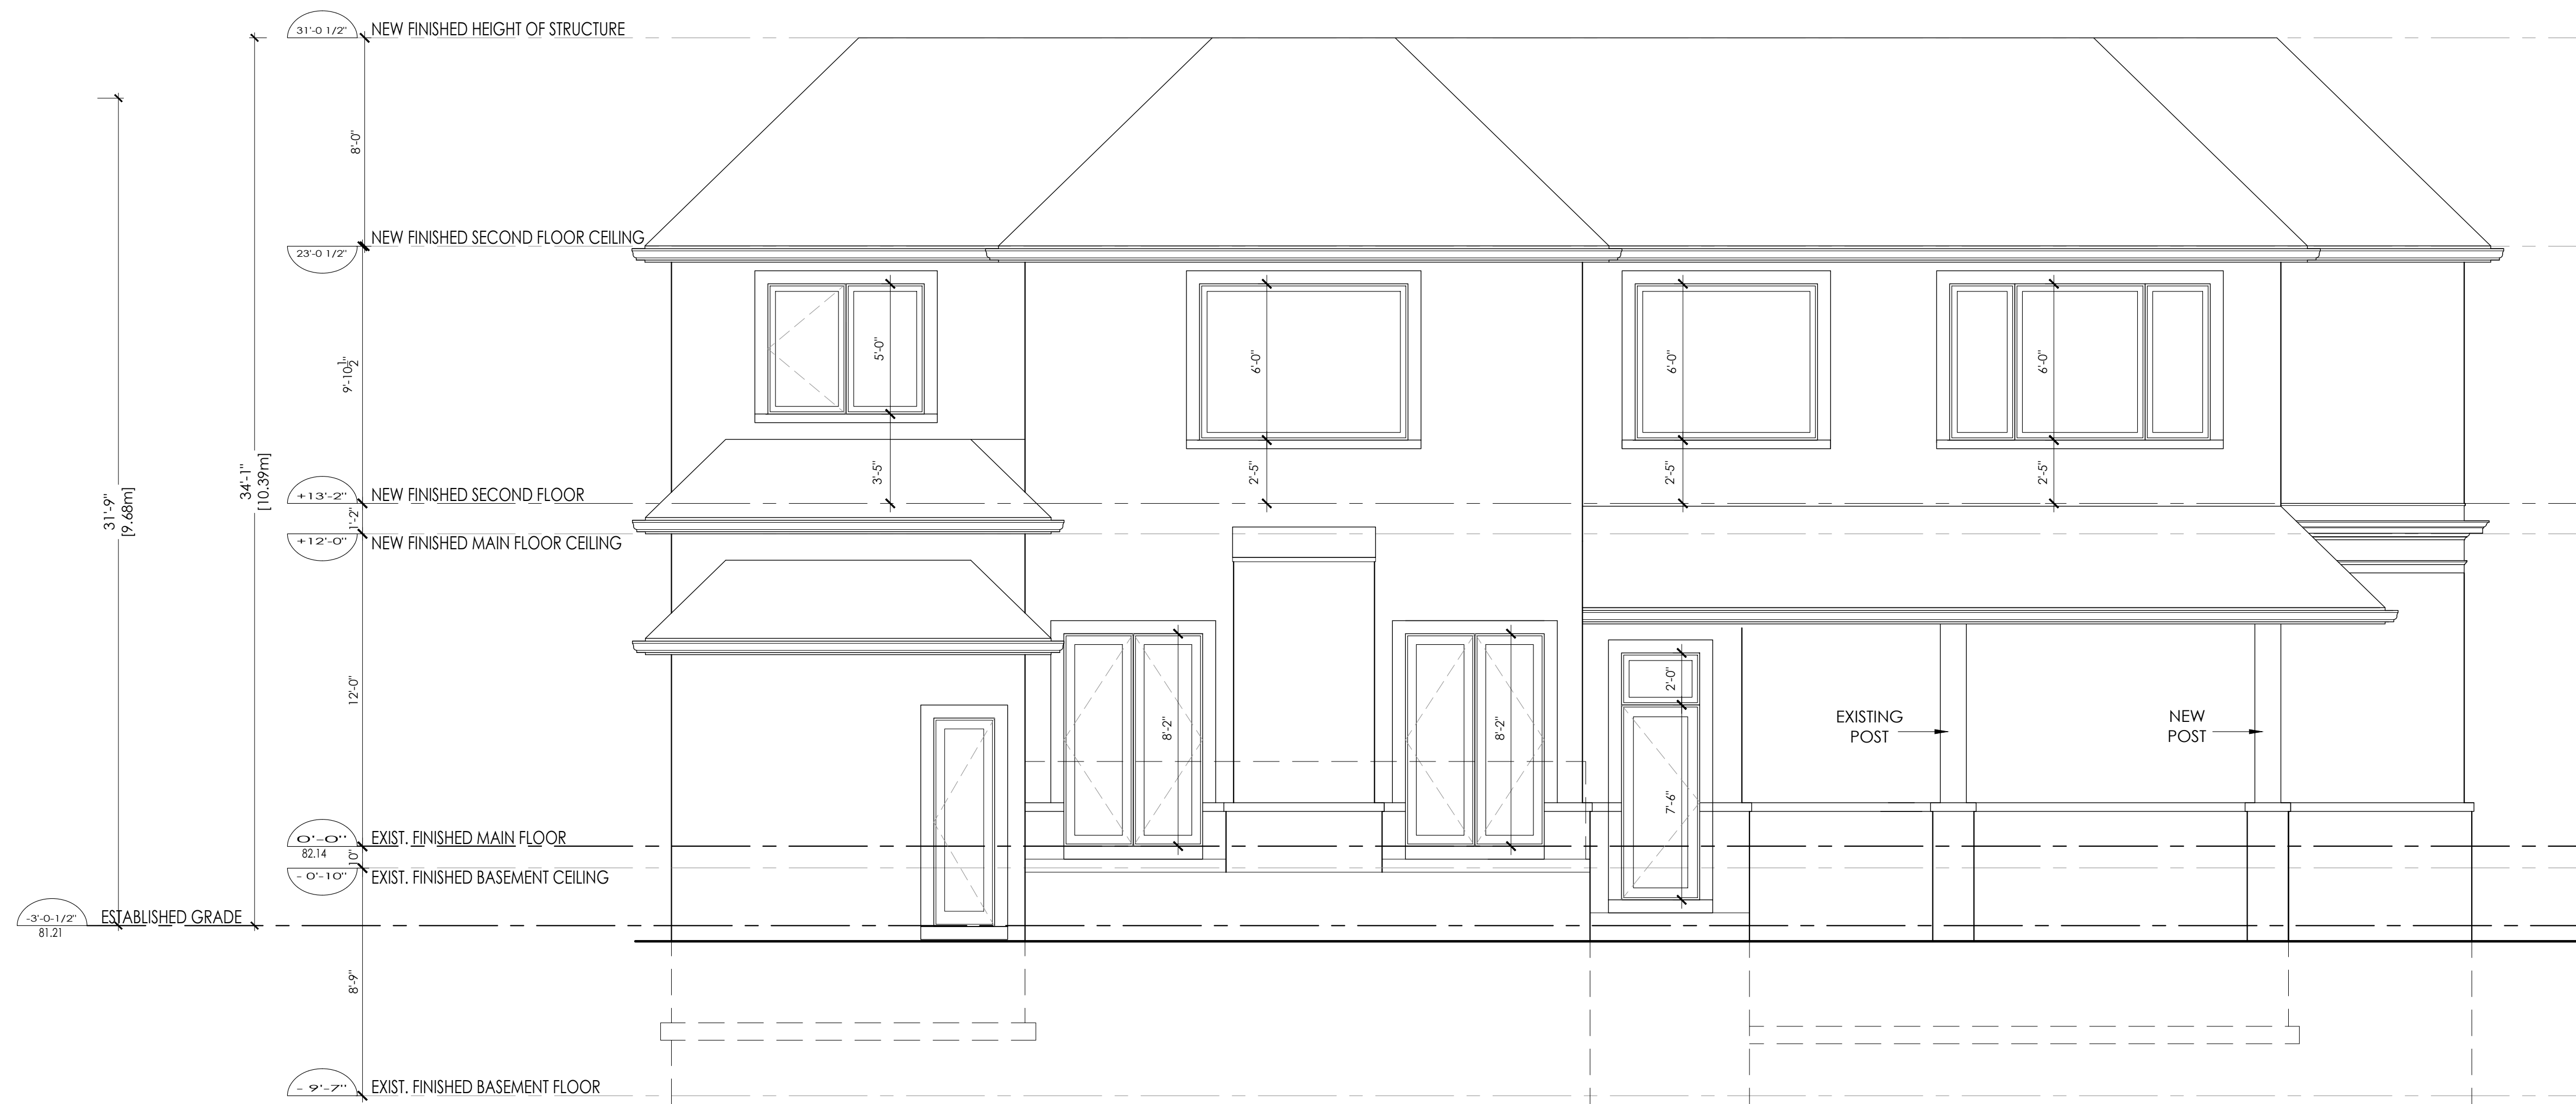 31'-0 1/2" NEW FINISHED HEIGHT OF STRUCTURE
8'-0"
NEW FINISHED SECOND FLOOR CEILING
23'-0 1/2"
9'-10 1/2"
5'-0"
6'-0"
6'-0"
6'-0"
3'-5"
2'-5"
2'-5"
2'-5"
31'-9"
[9.68m]
34'-1"
[10.39m]
+13'-2" NEW FINISHED SECOND FLOOR
1'-2"
+12'-0" NEW FINISHED MAIN FLOOR CEILING
12'-0"
8'-2"
8'-2"
2'-0"
7'-6"
EXISTING
POST
NEW
POST
0'-0" EXIST. FINISHED MAIN FLOOR
82.14
10"
- 0'-10" EXIST. FINISHED BASEMENT CEILING
-3'-0-1/2" ESTABLISHED GRADE
81.21
8'-9"
- 9'-7" EXIST. FINISHED BASEMENT FLOOR